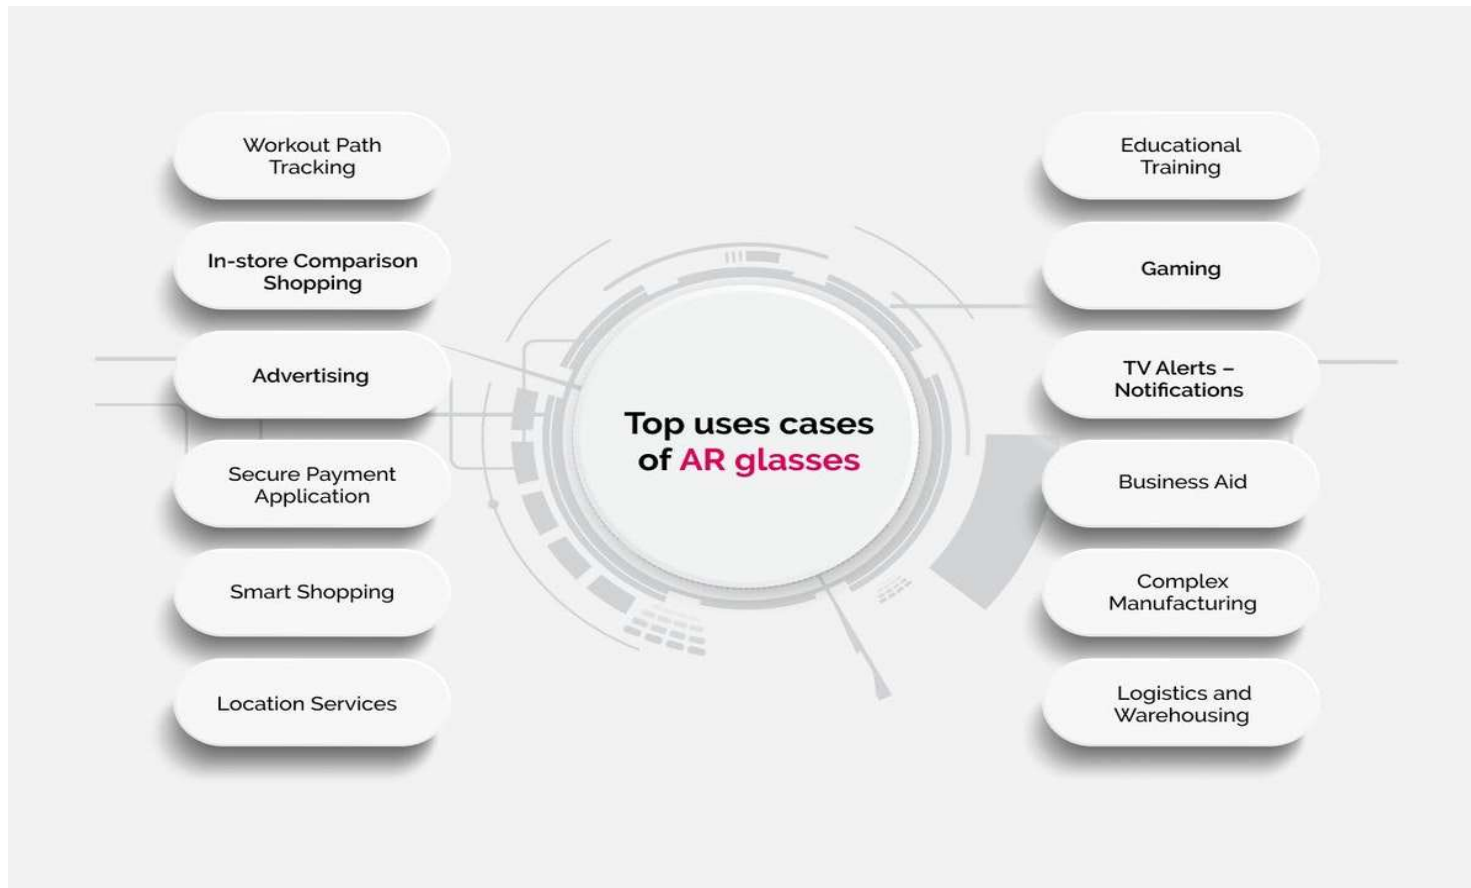 Workout Path
Tracking
In-store Comparison
Shopping
Advertising
Secure Payment
Application
Smart Shopping
Location Services
Top uses cases
of AR glasses
Educational
Training
Gaming
TV Alerts –
Notifications
Business Aid
Complex
Manufacturing
Logistics and
Warehousing